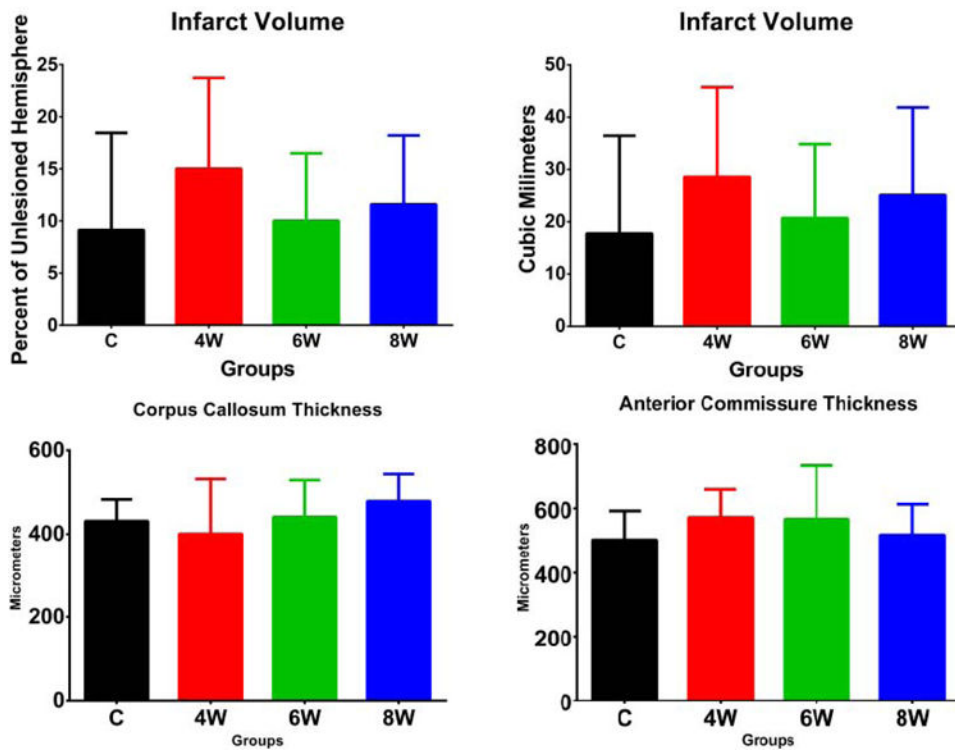 Infarct Volume
Percent of Unlesioned Hemisphere
25
20
15
10
5
0
C 4W 6W 8W
Groups
Infarct Volume
Cubic Milimeters
50
40
30
20
10
0
C 4W 6W 8W
Groups
Corpus Callosum Thickness
Micrometers
600
400
200
0
C 4W 6W 8W
Groups
Anterior Commissure Thickness
Micrometers
800
600
400
200
0
C 4W 6W 8W
Groups